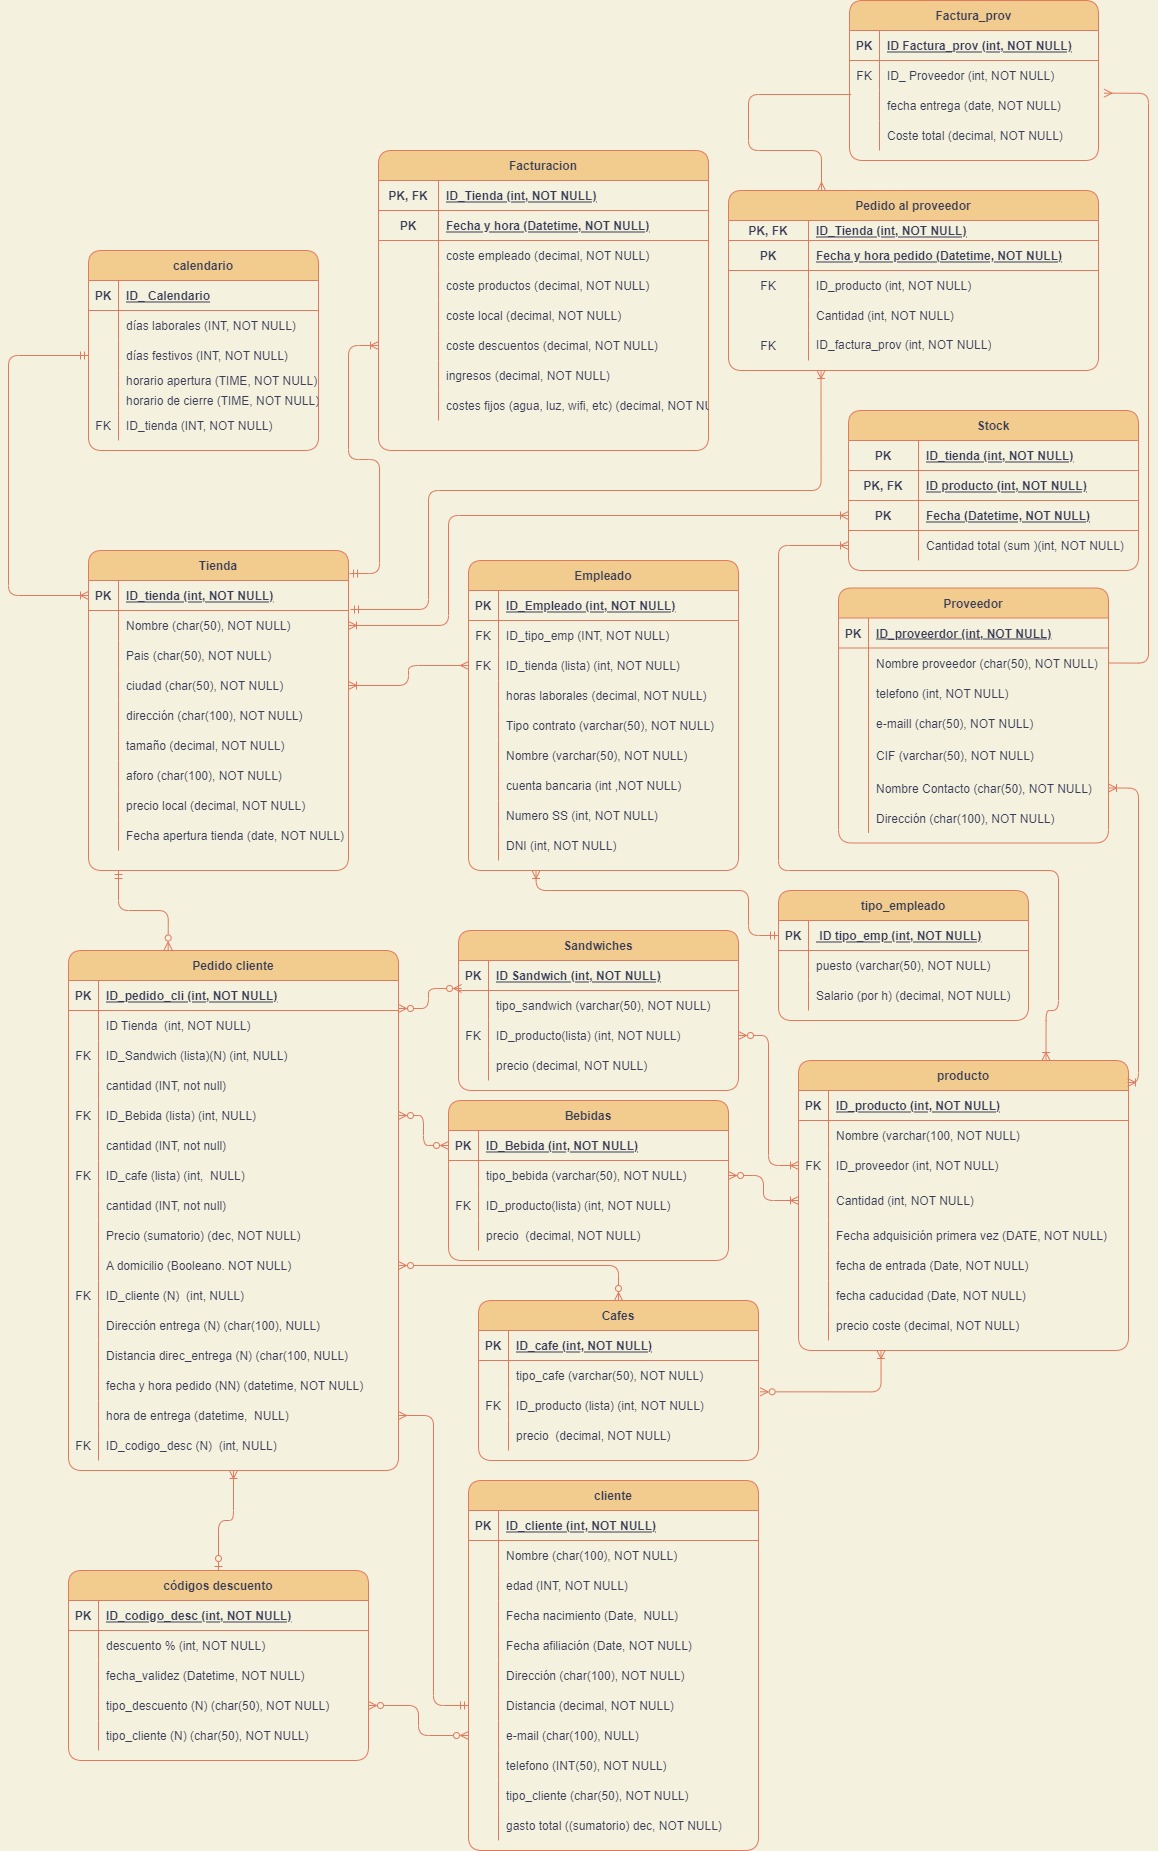 Factura_prov
PK ID Factura_prov (int, NOT NULL)
FK ID_ Proveedor (int, NOT NULL)
fecha entrega (date, NOT NULL)
Coste total (decimal, NOT NULL)
Facturacion
PK, FK ID_Tienda (int, NOT NULL)
PK Fecha y hora (Datetime, NOT NULL)
coste empleado (decimal, NOT NULL)
coste productos (decimal, NOT NULL)
coste local (decimal, NOT NULL)
coste descuentos (decimal, NOT NULL)
ingresos (decimal, NOT NULL)
costes fijos (agua, luz, wifi, etc) (decimal, NOT NU
Pedido al proveedor
PK, FK ID_Tienda (int, NOT NULL)
PK Fecha y hora pedido (Datetime, NOT NULL)
FK ID_producto (int, NOT NULL)
Cantidad (int, NOT NULL)
FK ID_factura_prov (int, NOT NULL)
calendario
PK ID_ Calendario
días laborales (INT, NOT NULL)
días festivos (INT, NOT NULL)
horario apertura (TIME, NOT NULL)
horario de cierre (TIME, NOT NULL)
FK ID_tienda (INT, NOT NULL)
Stock
PK ID_tienda (int, NOT NULL)
PK, FK ID producto (int, NOT NULL)
PK Fecha (Datetime, NOT NULL)
Cantidad total (sum )(int, NOT NULL)
Tienda
PK ID_tienda (int, NOT NULL)
Nombre (char(50), NOT NULL)
Pais (char(50), NOT NULL)
ciudad (char(50), NOT NULL)
dirección (char(100), NOT NULL)
tamaño (decimal, NOT NULL)
aforo (char(100), NOT NULL)
precio local (decimal, NOT NULL)
Fecha apertura tienda (date, NOT NULL)
Empleado
PK ID_Empleado (int, NOT NULL)
FK ID_tipo_emp (INT, NOT NULL)
FK ID_tienda (lista) (int, NOT NULL)
horas laborales (decimal, NOT NULL)
Tipo contrato (varchar(50), NOT NULL)
Nombre (varchar(50), NOT NULL)
cuenta bancaria (int ,NOT NULL)
Numero SS (int, NOT NULL)
DNI (int, NOT NULL)
Proveedor
PK ID_proveerdor (int, NOT NULL)
Nombre proveedor (char(50), NOT NULL)
telefono (int, NOT NULL)
e-maill (char(50), NOT NULL)
CIF (varchar(50), NOT NULL)
Nombre Contacto (char(50), NOT NULL)
Dirección (char(100), NOT NULL)
tipo_empleado
PK ID tipo_emp (int, NOT NULL)
puesto (varchar(50), NOT NULL)
Salario (por h) (decimal, NOT NULL)
Pedido cliente
PK ID_pedido_cli (int, NOT NULL)
ID Tienda (int, NOT NULL)
FK ID_Sandwich (lista)(N) (int, NULL)
cantidad (INT, not null)
FK ID_Bebida (lista) (int, NULL)
cantidad (INT, not null)
FK ID_cafe (lista) (int, NULL)
cantidad (INT, not null)
Precio (sumatorio) (dec, NOT NULL)
A domicilio (Booleano. NOT NULL)
FK ID_cliente (N) (int, NULL)
Dirección entrega (N) (char(100), NULL)
Distancia direc_entrega (N) (char(100, NULL)
fecha y hora pedido (NN) (datetime, NOT NULL)
hora de entrega (datetime, NULL)
FK ID_codigo_desc (N) (int, NULL)
Sandwiches
PK ID Sandwich (int, NOT NULL)
tipo_sandwich (varchar(50), NOT NULL)
FK ID_producto(lista) (int, NOT NULL)
precio (decimal, NOT NULL)
Bebidas
PK ID_Bebida (int, NOT NULL)
tipo_bebida (varchar(50), NOT NULL)
FK ID_producto(lista) (int, NOT NULL)
precio (decimal, NOT NULL)
producto
PK ID_producto (int, NOT NULL)
Nombre (varchar(100, NOT NULL)
FK ID_proveedor (int, NOT NULL)
Cantidad (int, NOT NULL)
Fecha adquisición primera vez (DATE, NOT NULL)
fecha de entrada (Date, NOT NULL)
fecha caducidad (Date, NOT NULL)
precio coste (decimal, NOT NULL)
Cafes
PK ID_cafe (int, NOT NULL)
tipo_cafe (varchar(50), NOT NULL)
FK ID_producto (lista) (int, NOT NULL)
precio (decimal, NOT NULL)
cliente
PK ID_cliente (int, NOT NULL)
Nombre (char(100), NOT NULL)
edad (INT, NOT NULL)
Fecha nacimiento (Date, NULL)
Fecha afiliación (Date, NOT NULL)
Dirección (char(100), NOT NULL)
Distancia (decimal, NOT NULL)
e-mail (char(100), NULL)
telefono (INT(50), NOT NULL)
tipo_cliente (char(50), NOT NULL)
gasto total ((sumatorio) dec, NOT NULL)
códigos descuento
PK ID_codigo_desc (int, NOT NULL)
descuento % (int, NOT NULL)
fecha_validez (Datetime, NOT NULL)
tipo_descuento (N) (char(50), NOT NULL)
tipo_cliente (N) (char(50), NOT NULL)